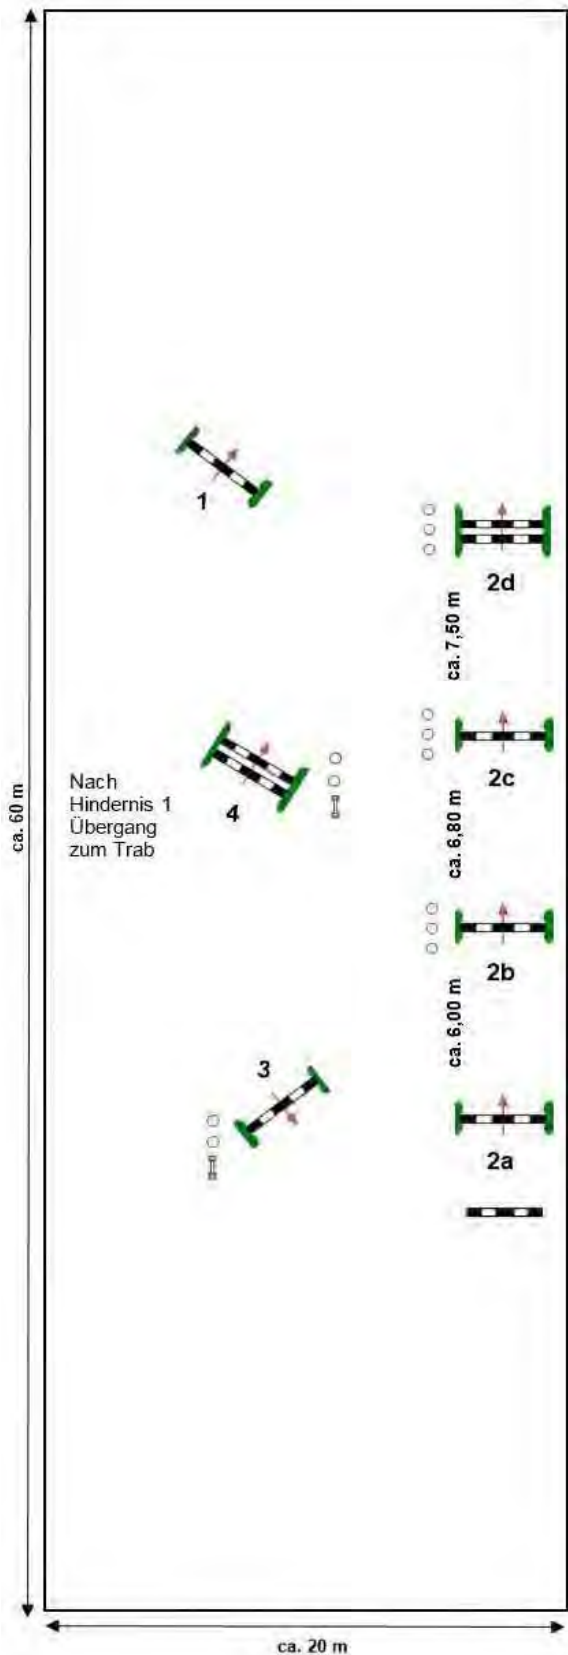 1
2d
ca. 7,50 m
2c
4
Nach
Hindernis 1
Übergang
zum Trab
ca. 60 m
ca. 6,80 m
2b
ca. 6,00 m
3
2a
ca. 20 m